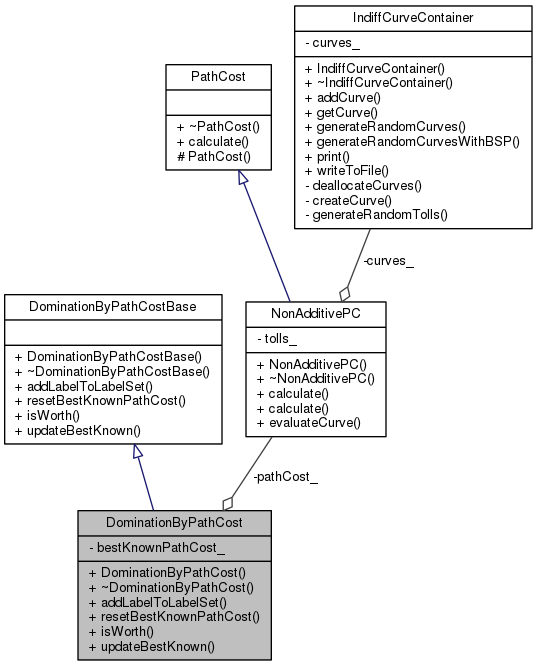 IndiffCurveContainer
- curves_
+ IndiffCurveContainer()
+ ~IndiffCurveContainer()
+ addCurve()
+ getCurve()
+ generateRandomCurves()
+ generateRandomCurvesWithBSP()
+ print()
+ writeToFile()
- deallocateCurves()
- createCurve()
- generateRandomTolls()
PathCost
+ ~PathCost()
+ calculate()
# PathCost()
-curves_
DominationByPathCostBase
+ DominationByPathCostBase()
+ ~DominationByPathCostBase()
+ addLabelToLabelSet()
+ resetBestKnownPathCost()
+ isWorth()
+ updateBestKnown()
NonAdditivePC
- tolls_
+ NonAdditivePC()
+ ~NonAdditivePC()
+ calculate()
+ calculate()
+ evaluateCurve()
-pathCost_
DominationByPathCost
- bestKnownPathCost_
+ DominationByPathCost()
+ ~DominationByPathCost()
+ addLabelToLabelSet()
+ resetBestKnownPathCost()
+ isWorth()
+ updateBestKnown()